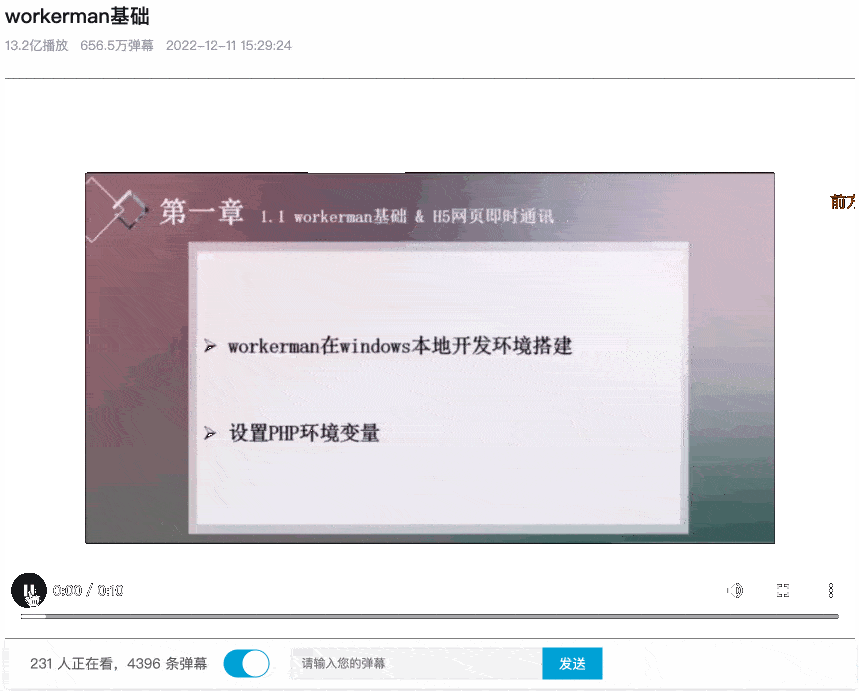 workerman基础
13.2亿播放 656.5万弹幕 2022-12-11 15:29:24
前方
第一章 1.1 workerman基础 & H5网页即时通讯
workerman在windows本地开发环境搭建
设置PHP环境变量
0:00 / 0:10
231 人正在看，4396 条弹幕 请输入您的弹幕 发送